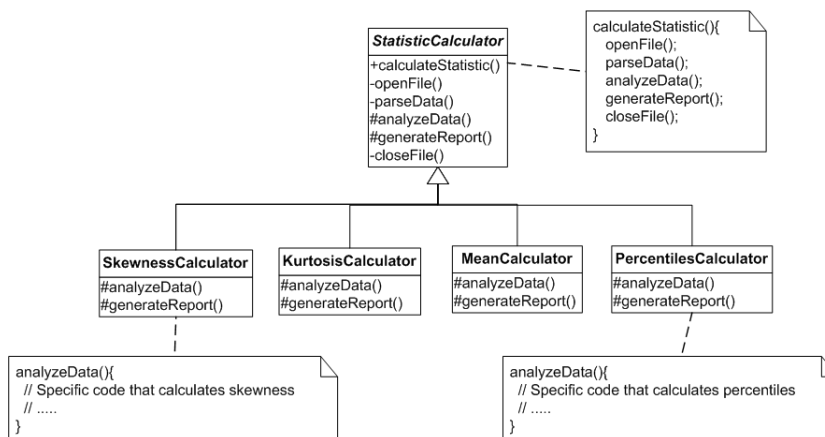 StatisticCalculator
+calculateStatistic()
-openFile()
-parseData()
#analyzeData()
#generateReport()
-closeFile()
calculateStatistic(){
openFile();
parseData();
analyzeData();
generateReport();
closeFile();
}
SkewnessCalculator
#analyzeData()
#generateReport()
KurtosisCalculator
#analyzeData()
#generateReport()
MeanCalculator
#analyzeData()
#generateReport()
PercentilesCalculator
#analyzeData()
#generateReport()
analyzeData(){
// Specific code that calculates skewness
// .....
}
analyzeData(){
// Specific code that calculates percentiles
// .....
}